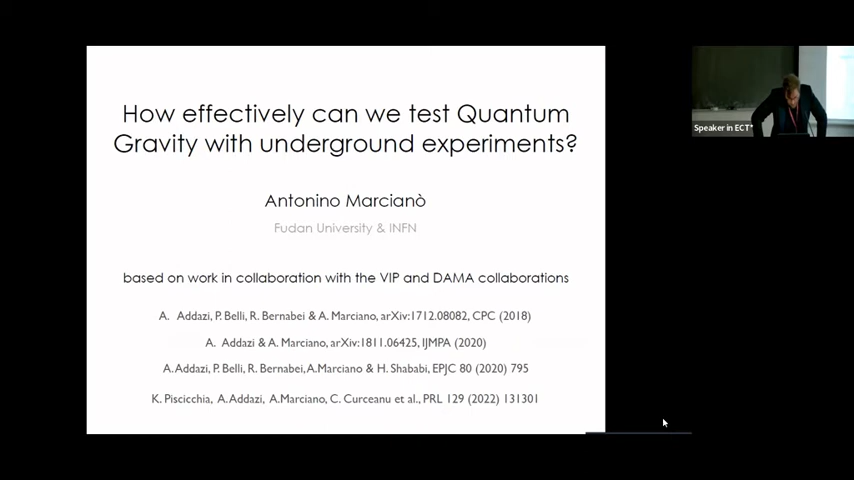 How effectively can we test Quantum
Gravity with underground experiments?
Antonino Marcianò
Fudan University & INFN
based on work in collaboration with the VIP and DAMA collaborations
A. Addazi, P. Belli, R. Bernabei & A. Marciano, arXiv:1712.08082, CPC (2018)
A. Addazi & A. Marciano, arXiv:1811.06425, IJMPA (2020)
A.Addazi, P. Belli, R. Bernabei,A.Marciano & H. Shababi, EPJC 80 (2020) 795
K. Piscicchia, A.Addazi, A.Marciano, C. Curceanu et al., PRL 129 (2022) 131301
Speaker in ECT*